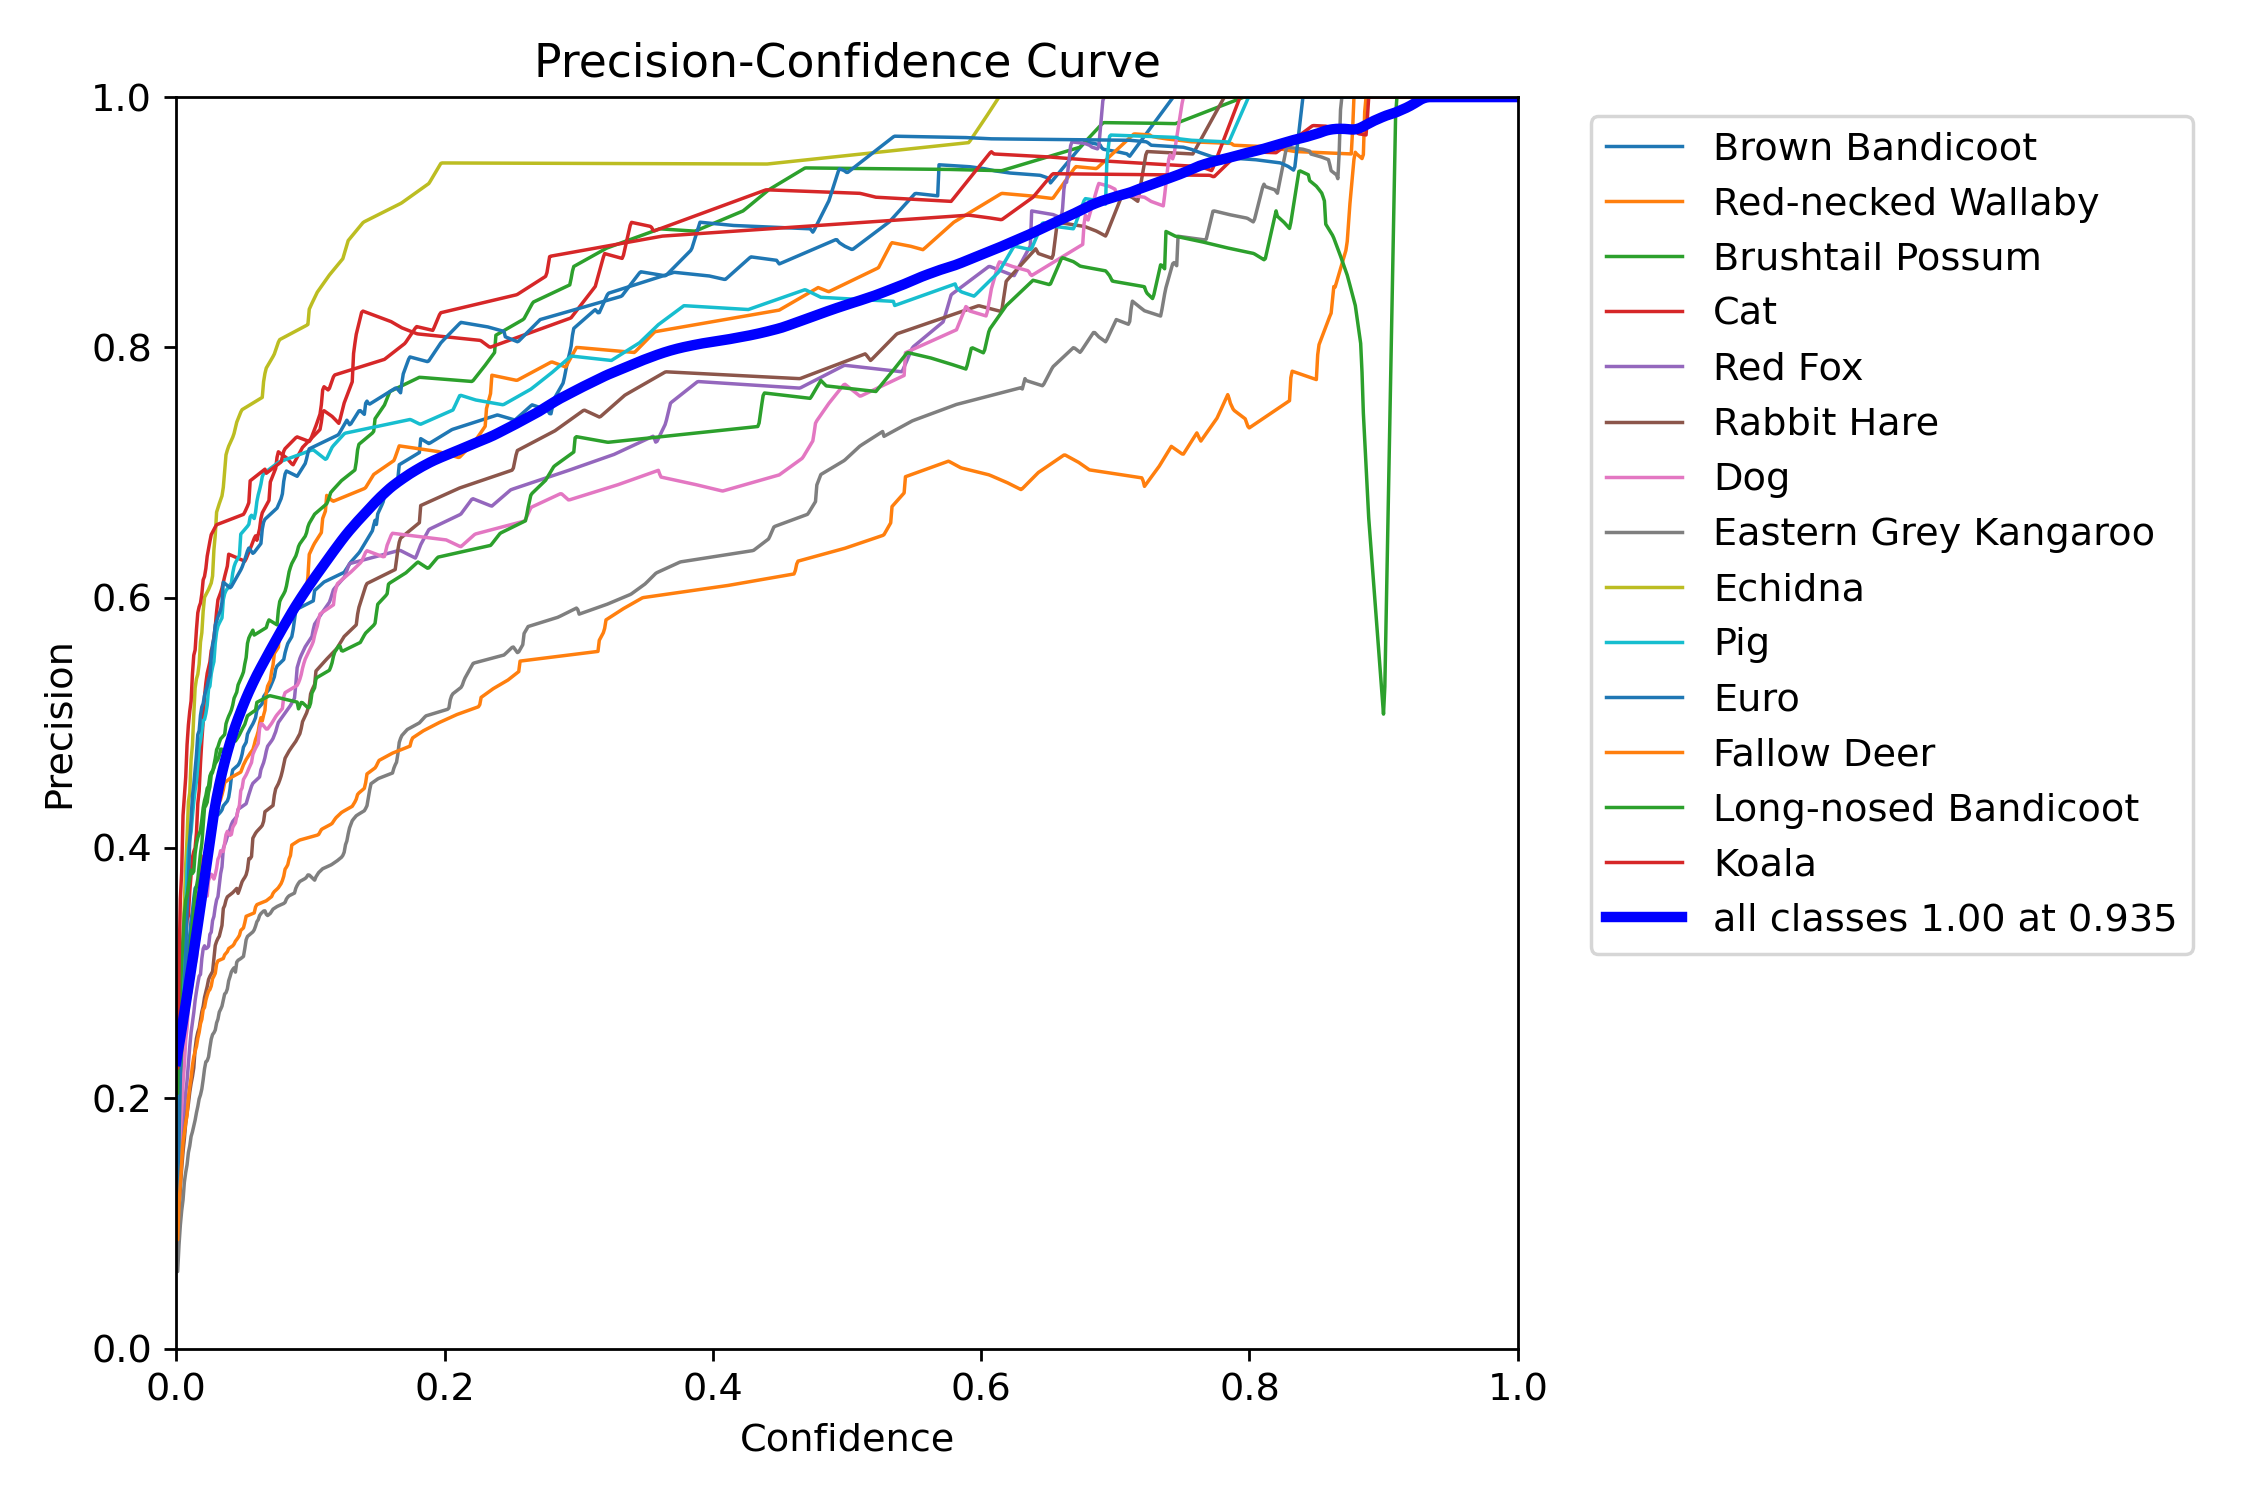 Precision-Confidence Curve
Precision
1.0
0.8
0.6
0.4
0.2
0.0
0.0 0.2 0.4 0.6 0.8 1.0
Confidence
Brown Bandicoot
Red-necked Wallaby
Brushtail Possum
Cat
Red Fox
Rabbit Hare
Dog
Eastern Grey Kangaroo
Echidna
Pig
Euro
Fallow Deer
Long-nosed Bandicoot
Koala
all classes 1.00 at 0.935